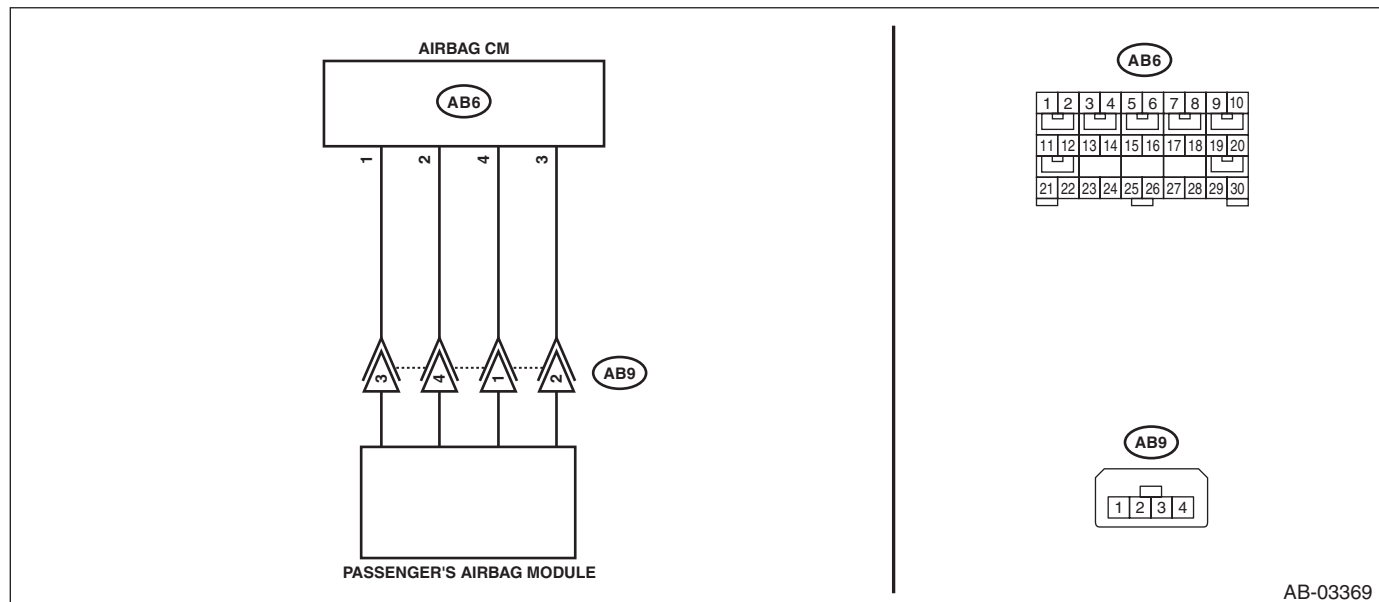 AIRBAG CM
AB6
1 2 4 3
3 4 1 2
AB9
PASSENGER'S AIRBAG MODULE
AB6
1 2 3 4 5 6 7 8 9 10
11 12 13 14 15 16 17 18 19 20
21 22 23 24 25 26 27 28 29 30
AB9
1 2 3 4
AB-03369